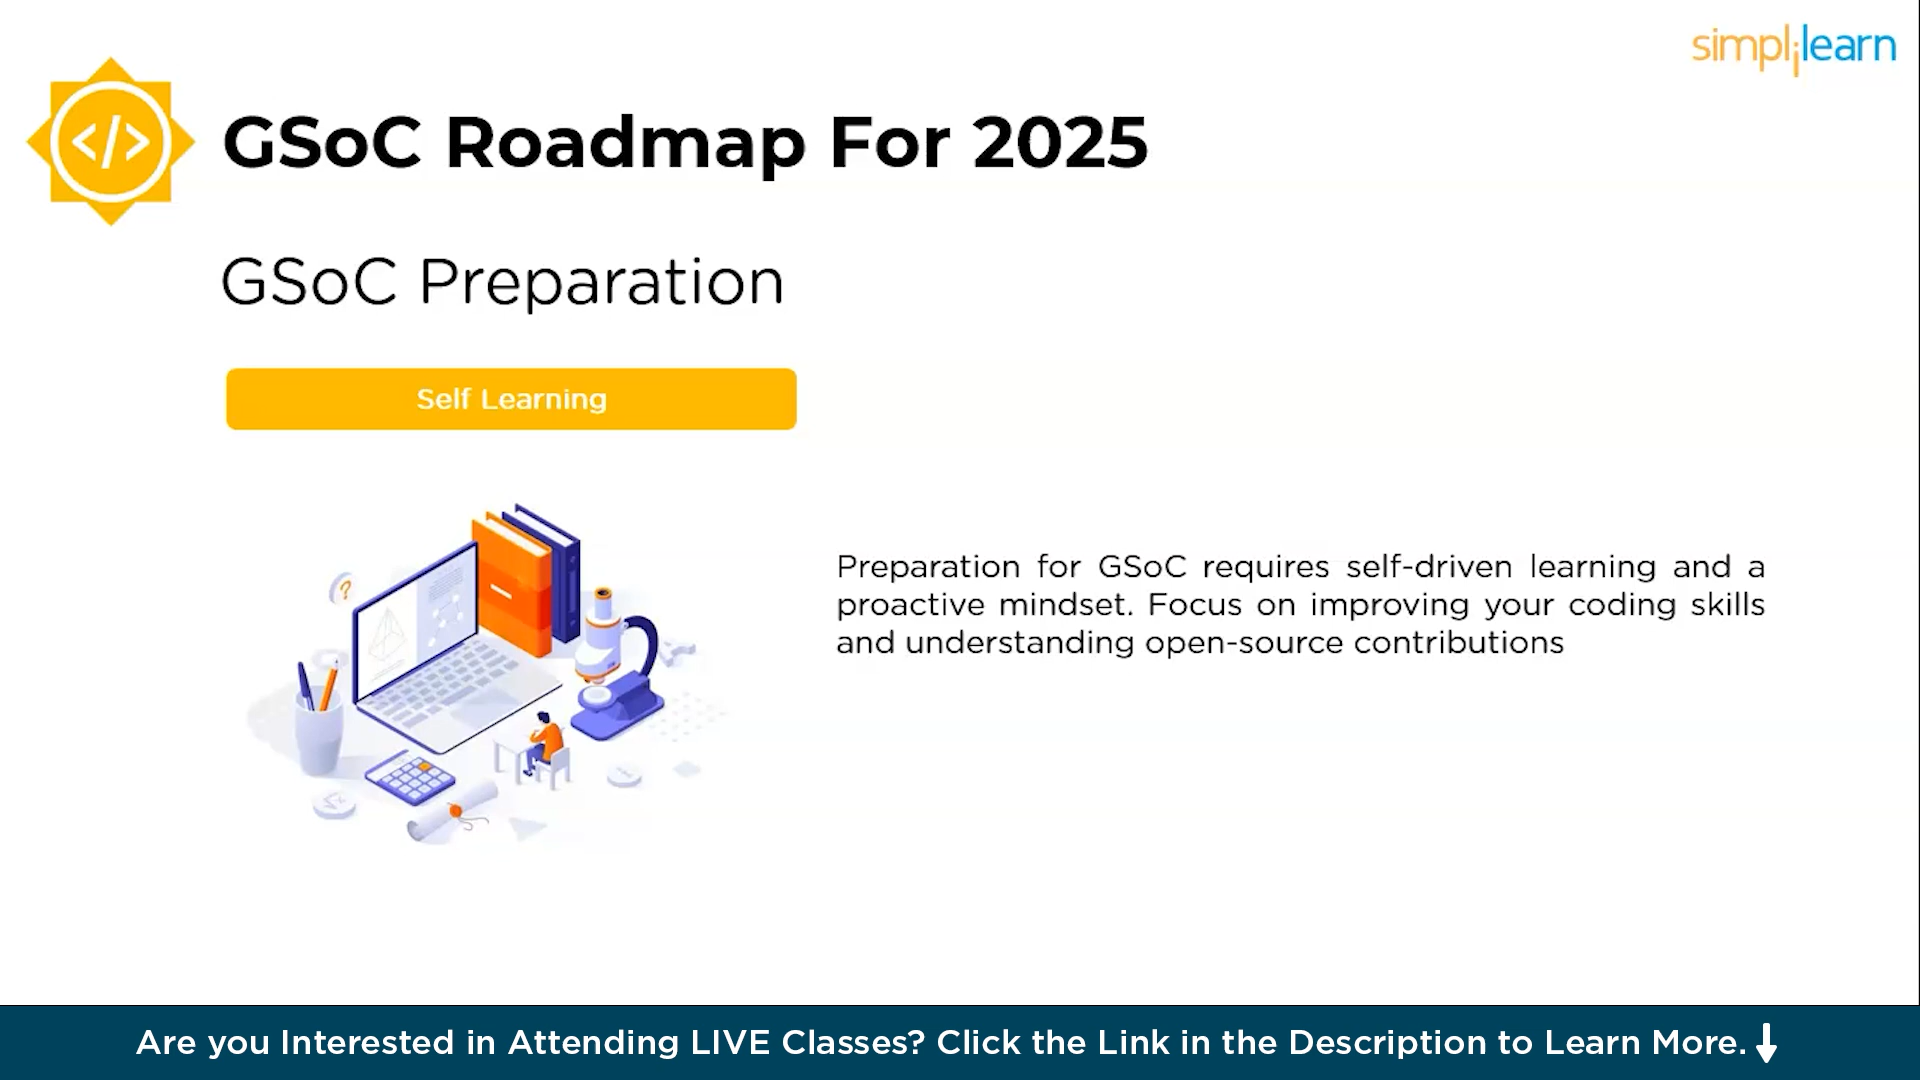 simplilearn
</> GSoC Roadmap For 2025
GSoC Preparation
Self Learning
Preparation for GSoC requires self-driven learning and a
proactive mindset. Focus on improving your coding skills
and understanding open-source contributions
?
Are you Interested in Attending LIVE Classes? Click the Link in the Description to Learn More.